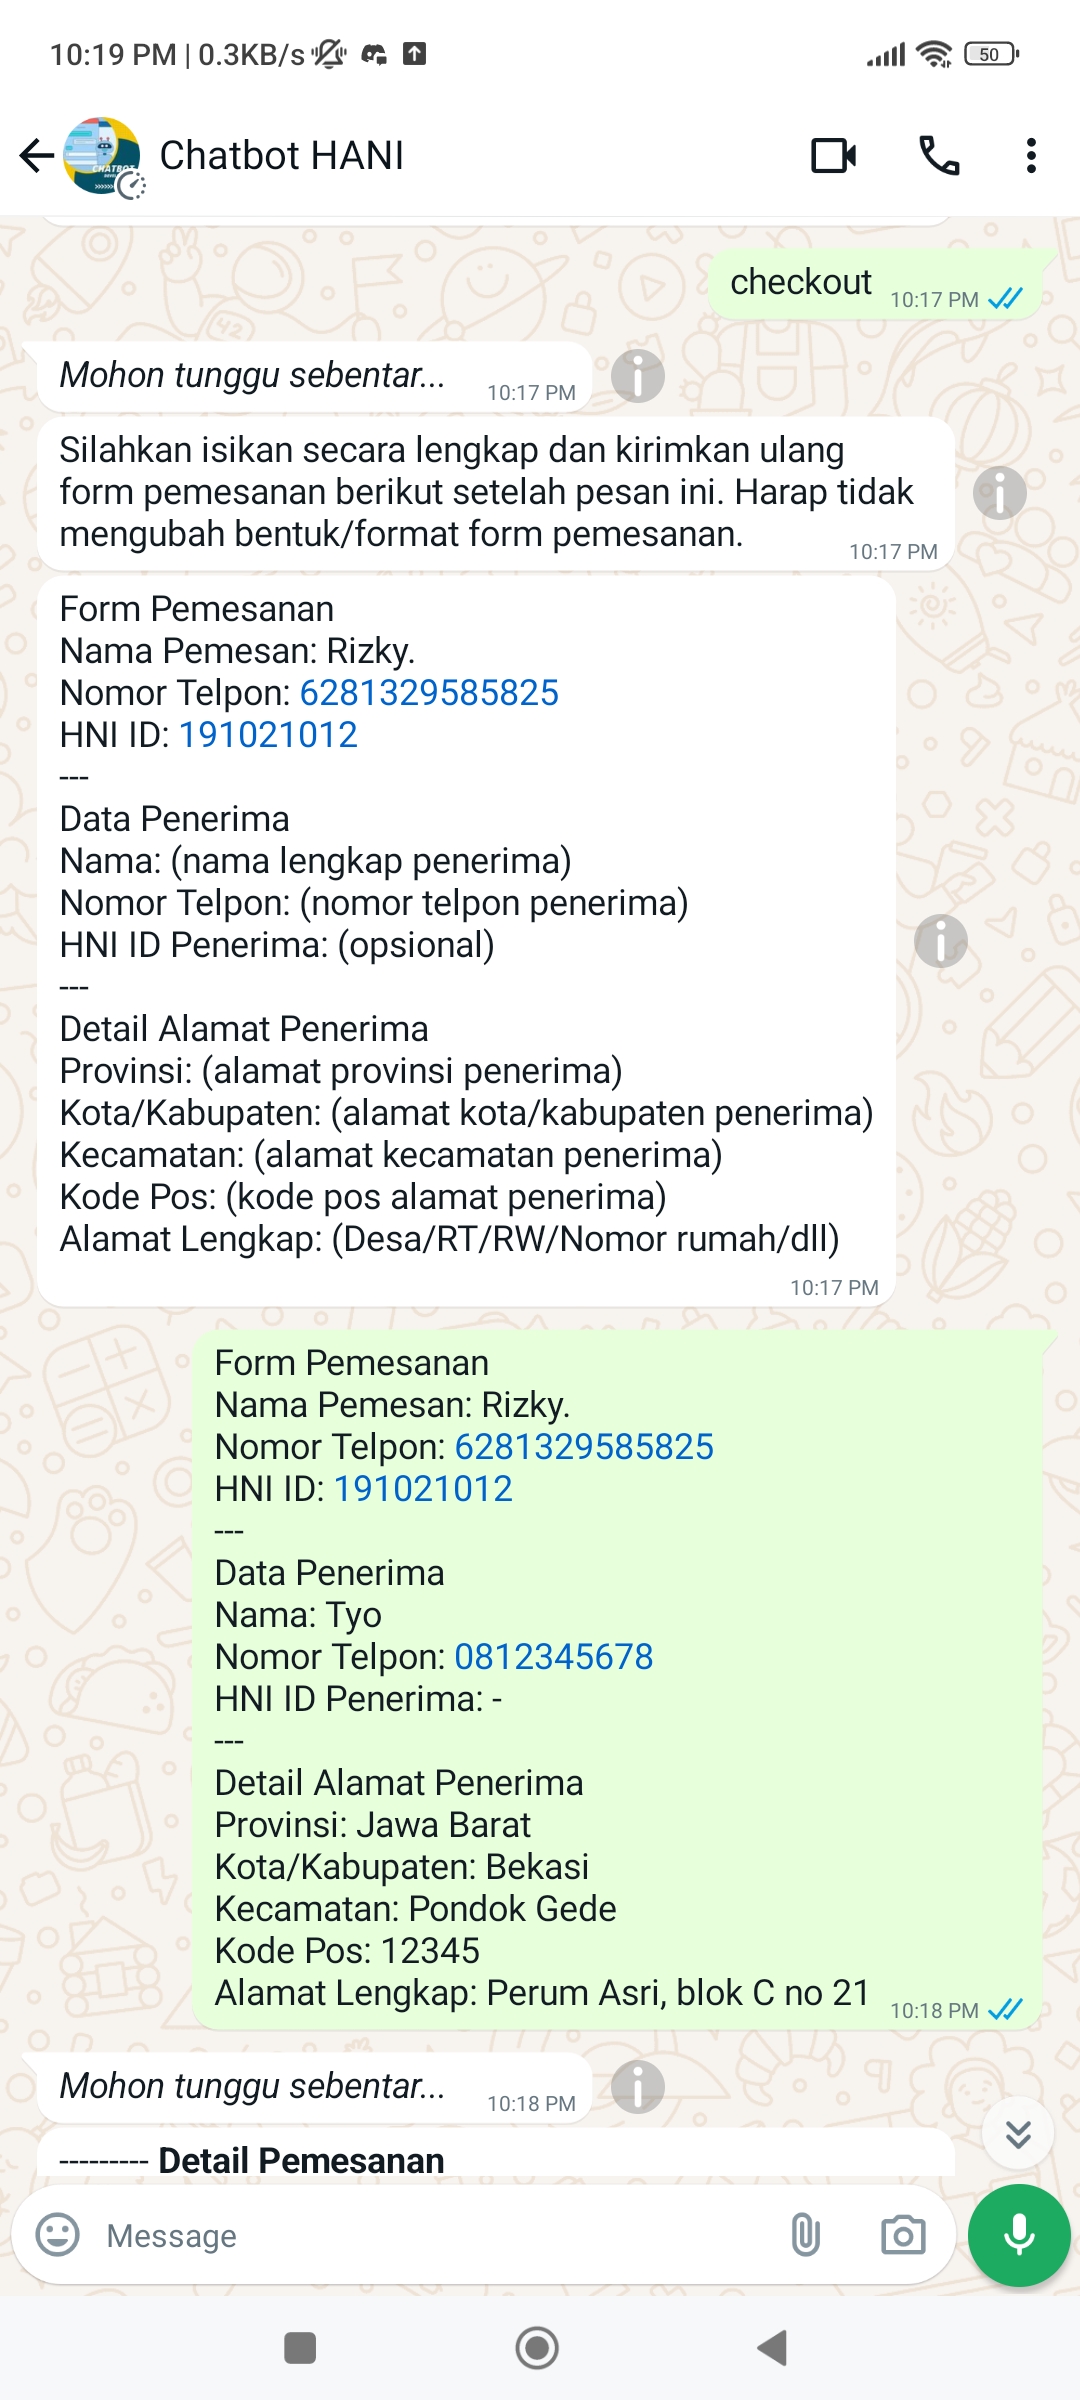 10:19 PM | 0.3KB/s
50
Chatbot HANI
checkout
10:17 PM
Mohon tunggu sebentar...
10:17 PM
Silahkan isikan secara lengkap dan kirimkan ulang
form pemesanan berikut setelah pesan ini. Harap tidak
mengubah bentuk/format form pemesanan.
10:17 PM
Form Pemesanan
Nama Pemesan: Rizky.
Nomor Telpon: 6281329585825
HNI ID: 191021012
---
Data Penerima
Nama: (nama lengkap penerima)
Nomor Telpon: (nomor telpon penerima)
HNI ID Penerima: (opsional)
---
Detail Alamat Penerima
Provinsi: (alamat provinsi penerima)
Kota/Kabupaten: (alamat kota/kabupaten penerima)
Kecamatan: (alamat kecamatan penerima)
Kode Pos: (kode pos alamat penerima)
Alamat Lengkap: (Desa/RT/RW/Nomor rumah/dll)
10:17 PM
Form Pemesanan
Nama Pemesan: Rizky.
Nomor Telpon: 6281329585825
HNI ID: 191021012
---
Data Penerima
Nama: Tyo
Nomor Telpon: 0812345678
HNI ID Penerima: -
---
Detail Alamat Penerima
Provinsi: Jawa Barat
Kota/Kabupaten: Bekasi
Kecamatan: Pondok Gede
Kode Pos: 12345
Alamat Lengkap: Perum Asri, blok C no 21
10:18 PM
Mohon tunggu sebentar...
10:18 PM
--------- Detail Pemesanan
Message